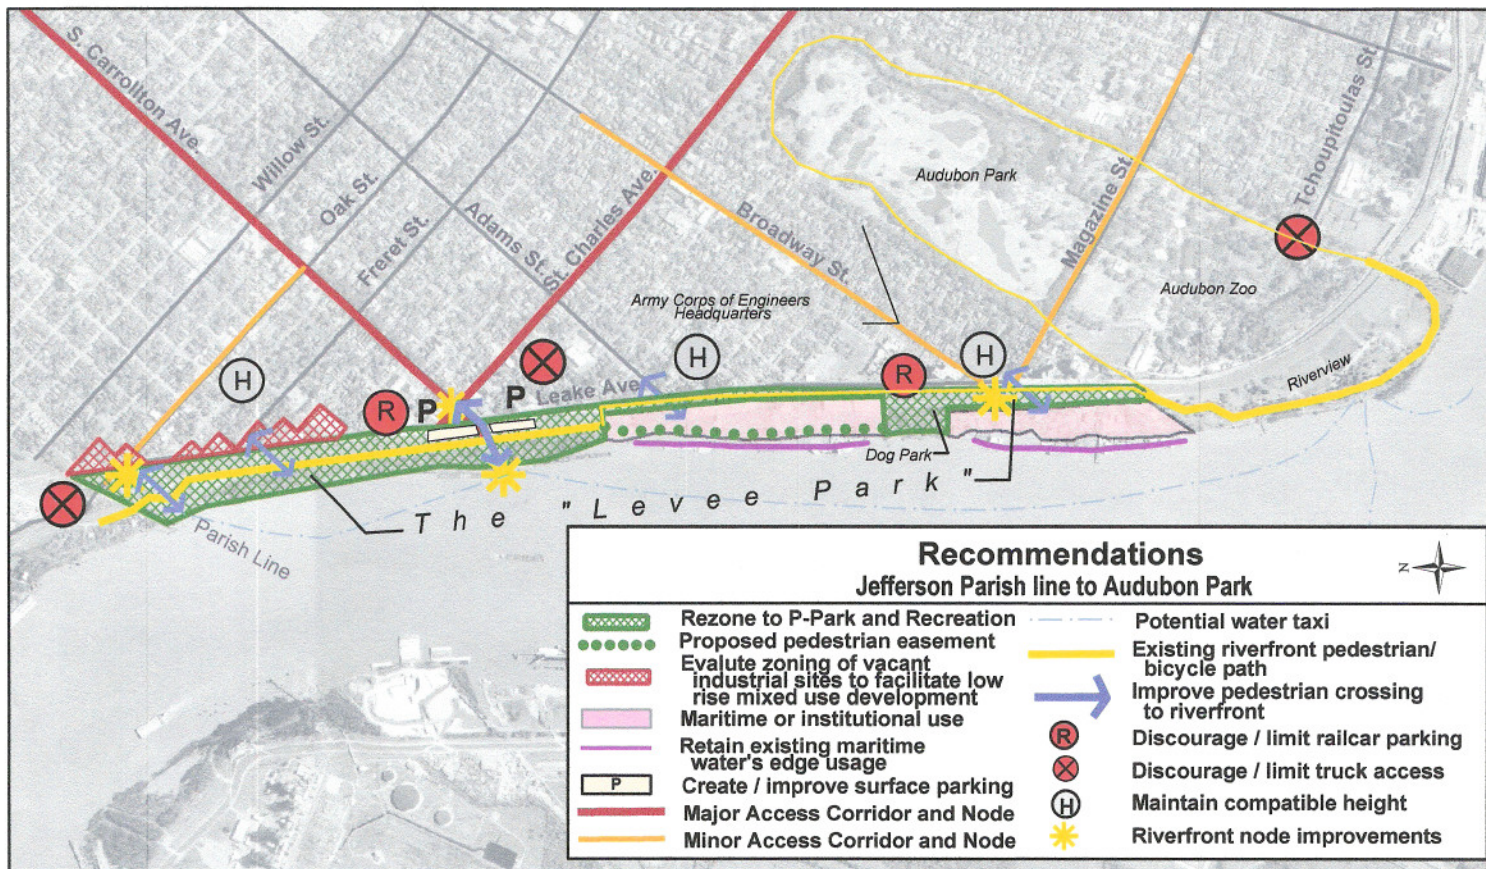 S. Carrollton Ave.
Willow St.
Oak St.
Freret St.
Adams St.
St. Charles Ave.
Broadway St.
Magazine St.
Tchoupitoulas St.
Audubon Park
Audubon Zoo
Army Corps of Engineers
Headquarters
Riverview
H
H
H
R
R
P
P
Leake Ave
Dog Park
The "Levee Park"
Parish Line
Recommendations
Jefferson Parish line to Audubon Park
N
Rezone to P-Park and Recreation
Proposed pedestrian easement
Evalute zoning of vacant
industrial sites to facilitate low
rise mixed use development
Maritime or institutional use
Retain existing maritime
water's edge usage
P
Create / improve surface parking
Major Access Corridor and Node
Minor Access Corridor and Node
Potential water taxi
Existing riverfront pedestrian/
bicycle path
Improve pedestrian crossing
to riverfront
R
Discourage / limit railcar parking
Discourage / limit truck access
H
Maintain compatible height
Riverfront node improvements